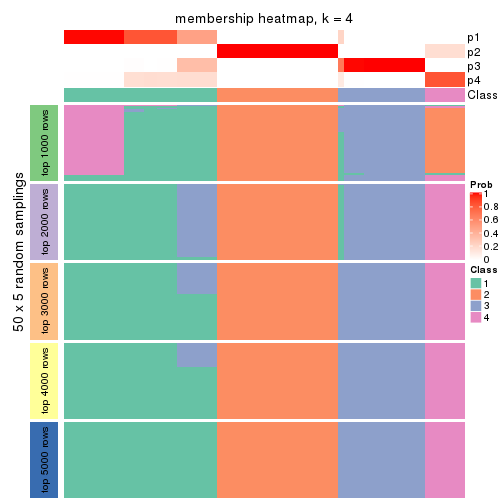 membership heatmap, k = 4
p1
p2
p3
p4
Class
50 x 5 random samplings
top 1000 rows
top 2000 rows
top 3000 rows
top 4000 rows
top 5000 rows
Prob
1
0.8
0.6
0.4
0.2
0
Class
1
2
3
4